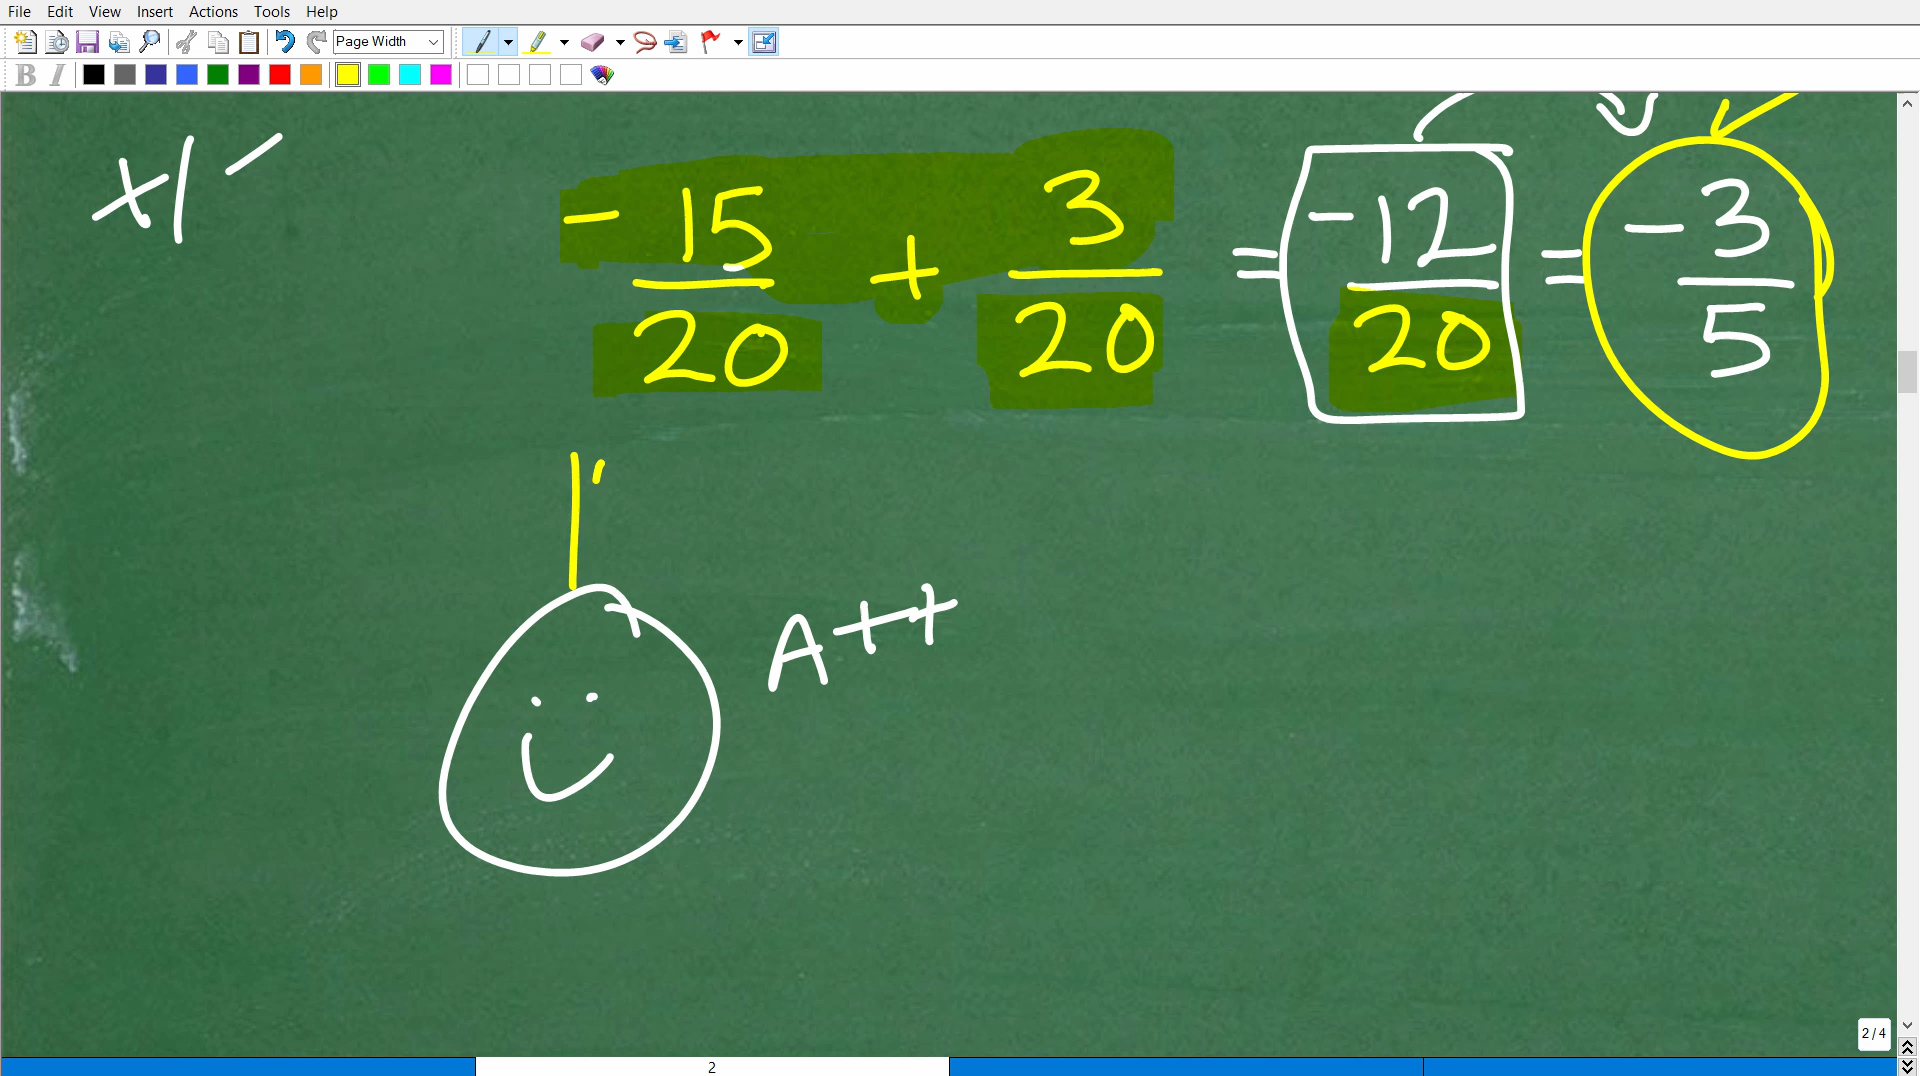 File Edit View Insert Actions Tools Help
Page Width
B I
+/-
-15/20 + 3/20 = -12/20 = -3/5
A++
2/4
2